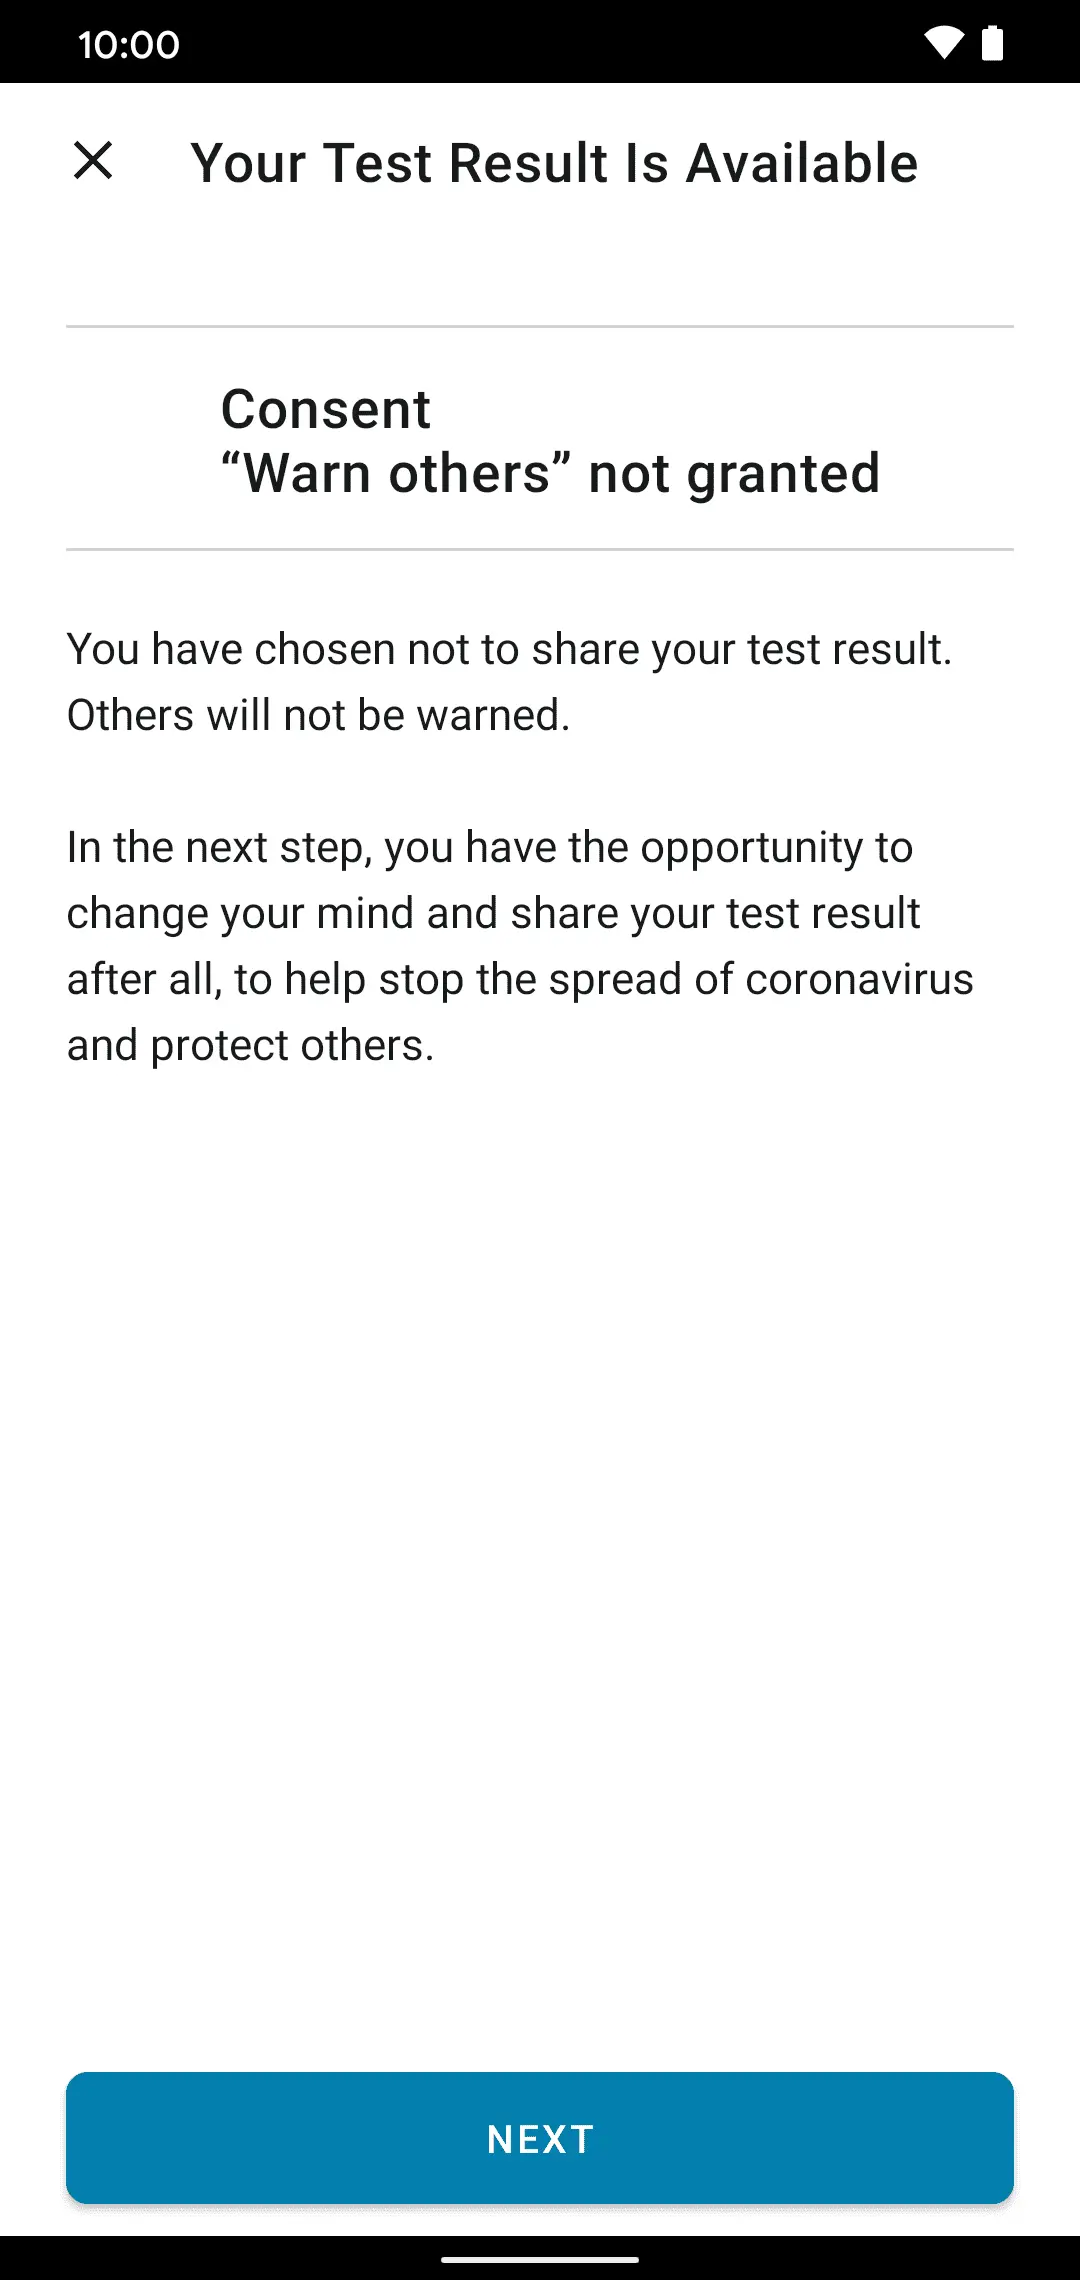 10:00
Your Test Result Is Available
Consent
“Warn others” not granted
You have chosen not to share your test result.
Others will not be warned.
In the next step, you have the opportunity to
change your mind and share your test result
after all, to help stop the spread of coronavirus
and protect others.
NEXT